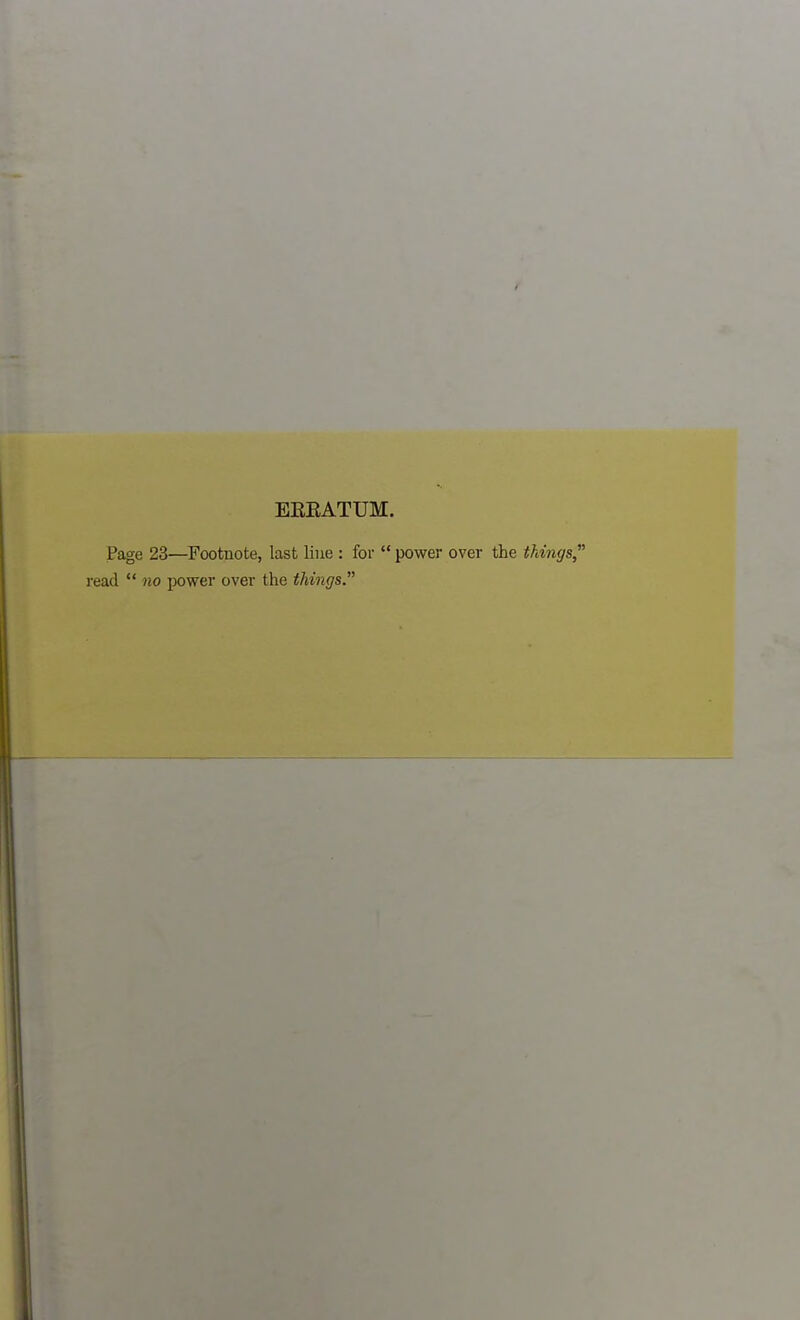 ERRATUM.
Page 23—Footnote, last line : for “ power over the things,”
read “ no power over the things.”